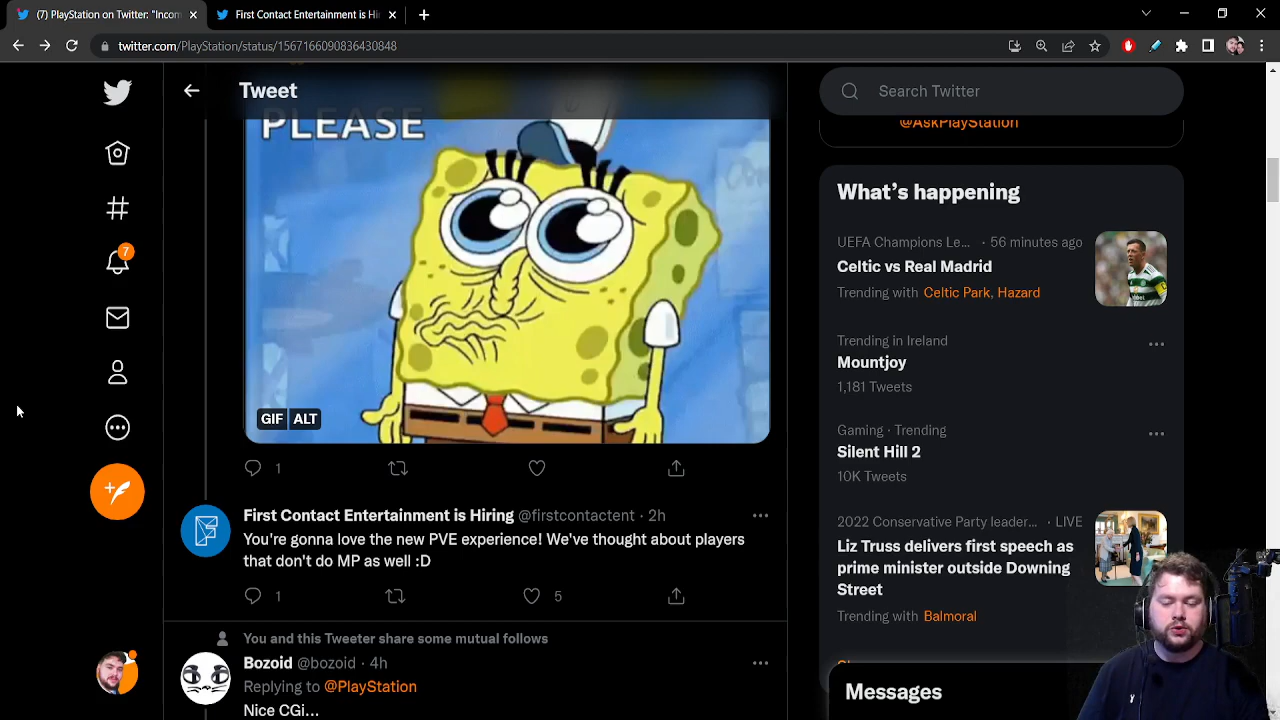 (7) PlayStation on Twitter: "Incom
First Contact Entertainment is Hi
twitter.com/PlayStation/status/1567166090836430848
Tweet
PLEASE
GIF ALT
1
First Contact Entertainment is Hiring @firstcontactent · 2h
You're gonna love the new PVE experience! We've thought about players
that don't do MP as well :D
1
5
You and this Tweeter share some mutual follows
Bozoid @bozoid · 4h
Replying to @PlayStation
Nice CGi...
7
Search Twitter
@AskPlayStation
What's happening
UEFA Champions Le... · 56 minutes ago
Celtic vs Real Madrid
Trending with Celtic Park, Hazard
Trending in Ireland
Mountjoy
1,181 Tweets
Gaming · Trending
Silent Hill 2
10K Tweets
2022 Conservative Party leader... · LIVE
Liz Truss delivers first speech as
prime minister outside Downing
Street
Trending with Balmoral
Messages